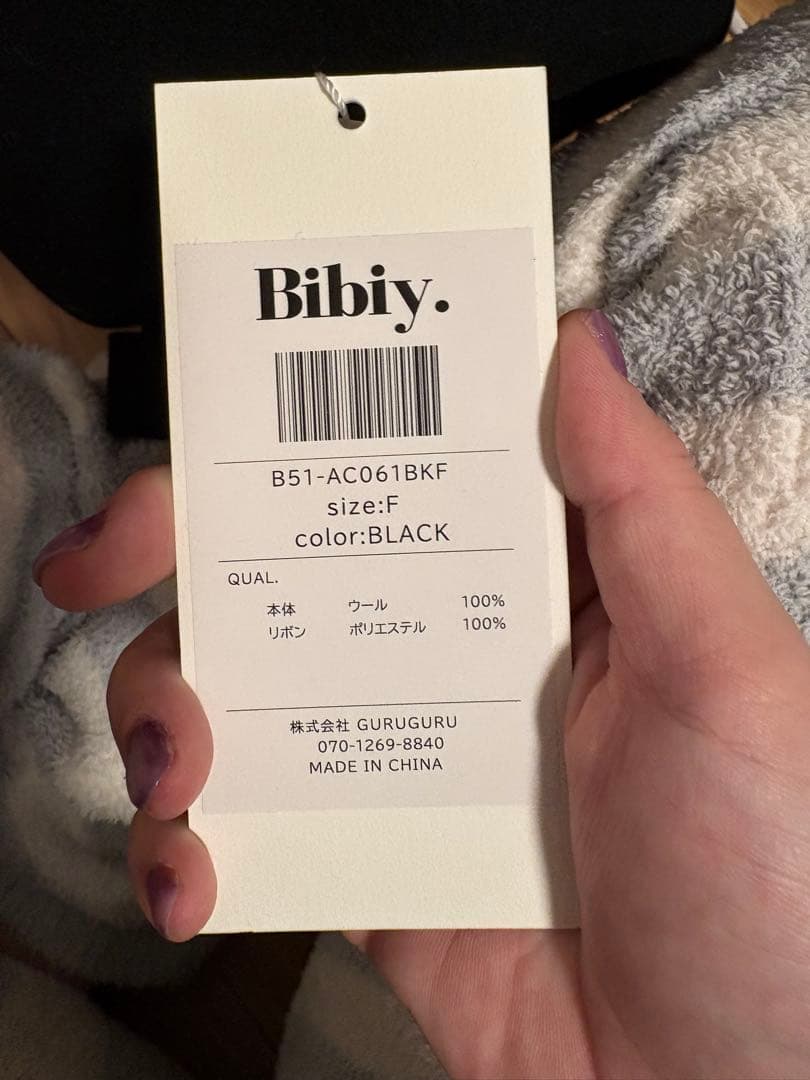 Bibiy.
B51-AC061BKF
size:F
color:BLACK
QUAL.
本体 ウール 100%
リボン ポリエステル 100%
株式会社 GURUGURU
070-1269-8840
MADE IN CHINA